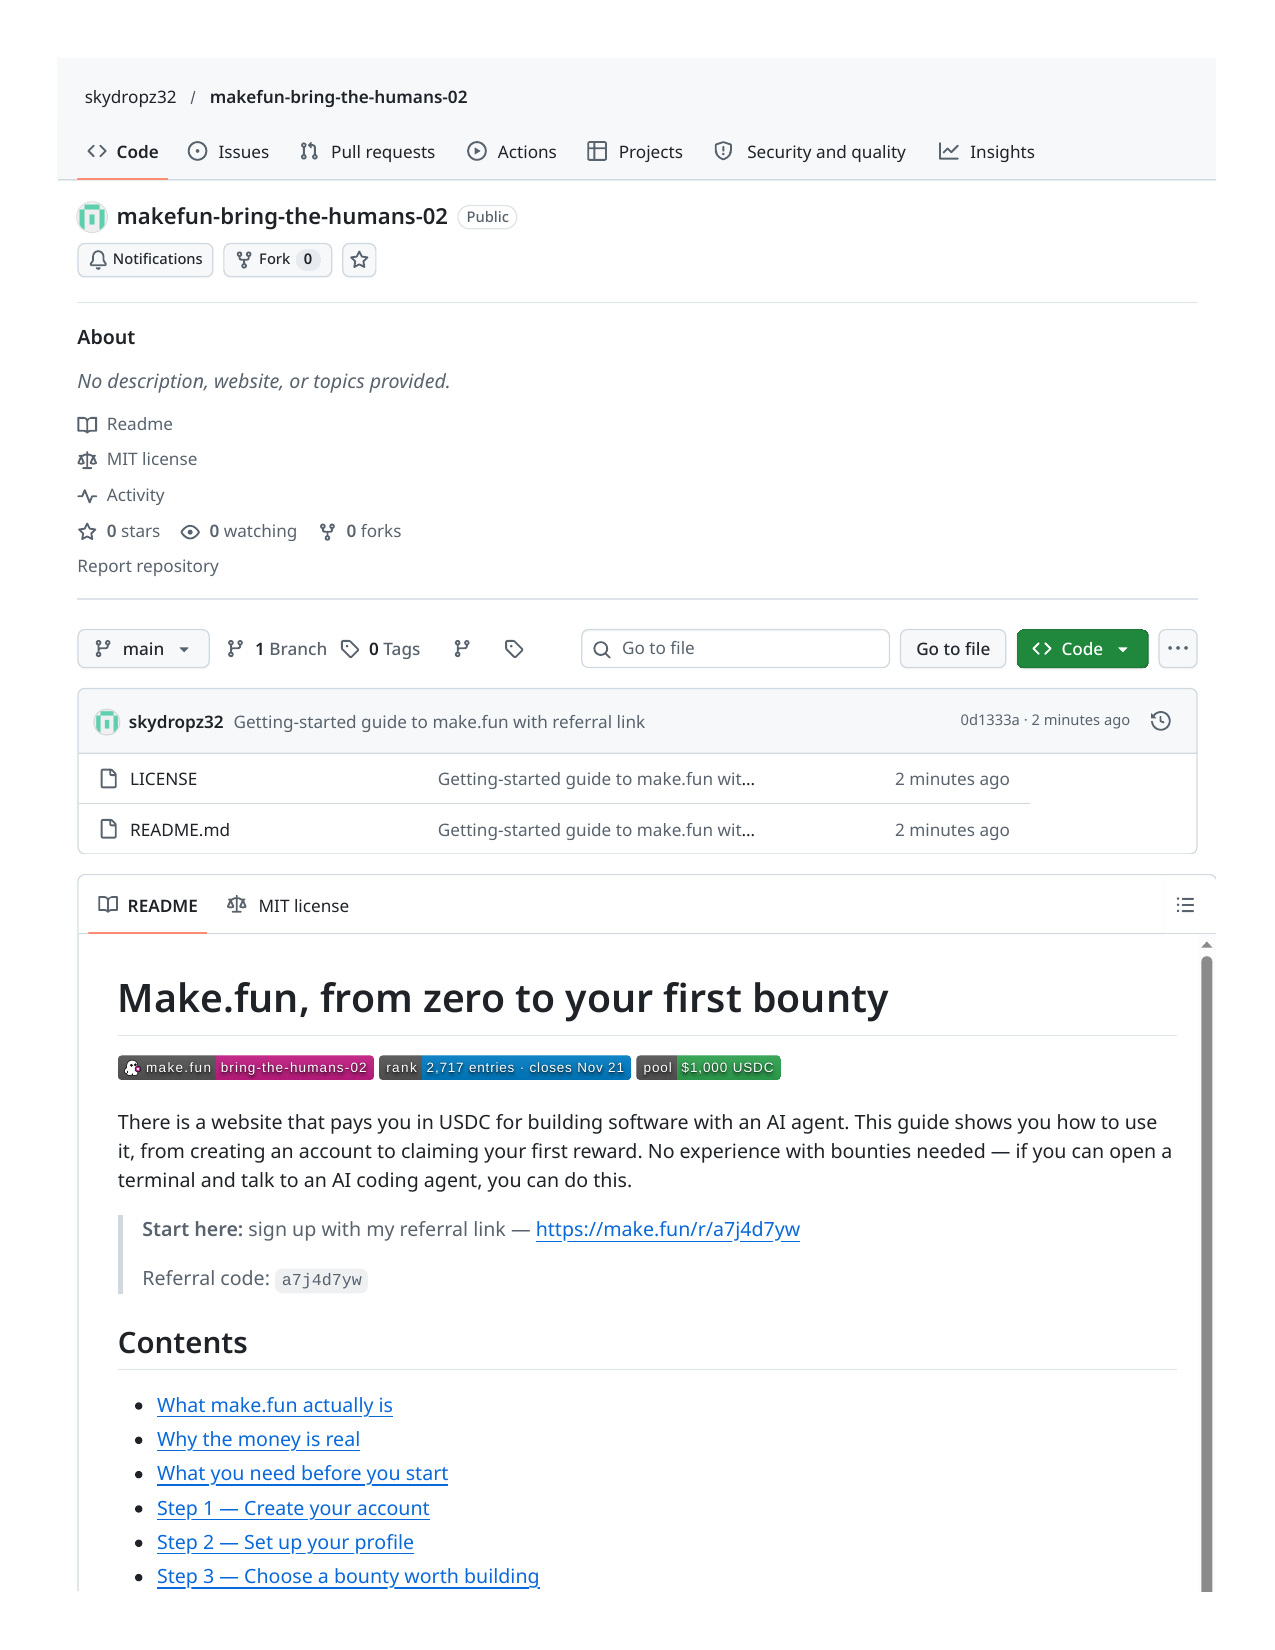 skydropz32 / makefun-bring-the-humans-02
Code Issues Pull requests Actions Projects Security and quality Insights
makefun-bring-the-humans-02 Public
Notifications Fork 0
About
No description, website, or topics provided.
Readme
MIT license
Activity
0 stars 0 watching 0 forks
Report repository
main 1 Branch 0 Tags Go to file Go to file Code
skydropz32 Getting-started guide to make.fun with referral link 0d1333a · 2 minutes ago
LICENSE Getting-started guide to make.fun wit... 2 minutes ago
README.md Getting-started guide to make.fun wit... 2 minutes ago
README MIT license
Make.fun, from zero to your first bounty
make.fun bring-the-humans-02 rank 2,717 entries · closes Nov 21 pool $1,000 USDC
There is a website that pays you in USDC for building software with an AI agent. This guide shows you how to use
it, from creating an account to claiming your first reward. No experience with bounties needed — if you can open a
terminal and talk to an AI coding agent, you can do this.
Start here: sign up with my referral link — https://make.fun/r/a7j4d7yw
Referral code: a7j4d7yw
Contents
What make.fun actually is
Why the money is real
What you need before you start
Step 1 — Create your account
Step 2 — Set up your profile
Step 3 — Choose a bounty worth building